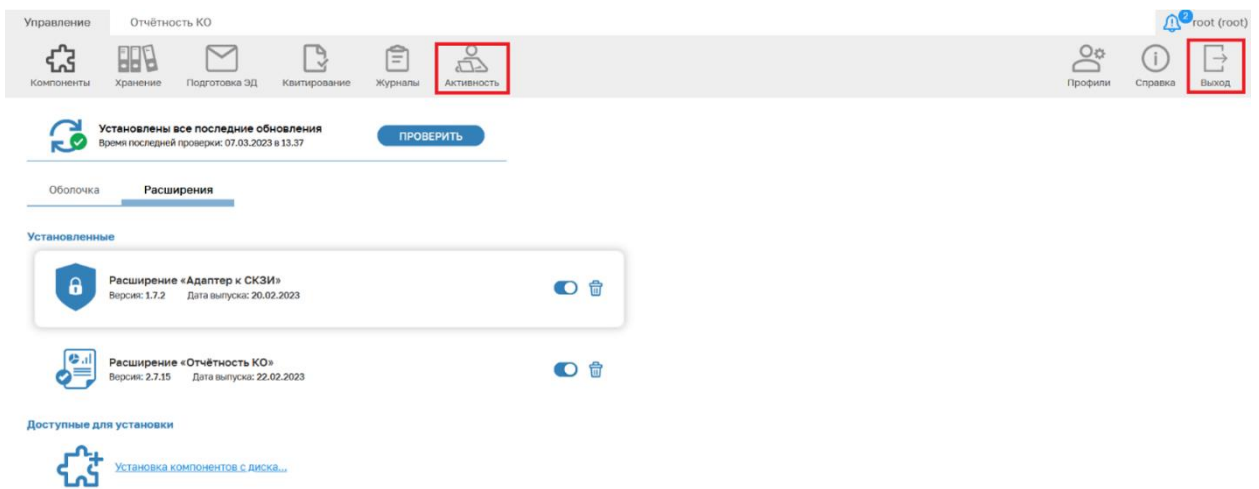 Управление Отчётность КО 2 root (root)
Компоненты Хранение Подготовка ЭД Квитирование Журналы Активность Профили Справка Выход
Установлены все последние обновления
Время последней проверки: 07.03.2023 в 13.37
ПРОВЕРИТЬ
Оболочка Расширения
Установленные
Расширение «Адаптер к СКЗИ»
Версия: 1.7.2 Дата выпуска: 20.02.2023
Расширение «Отчётность КО»
Версия: 2.7.15 Дата выпуска: 22.02.2023
Доступные для установки
Установка компонентов с диска...